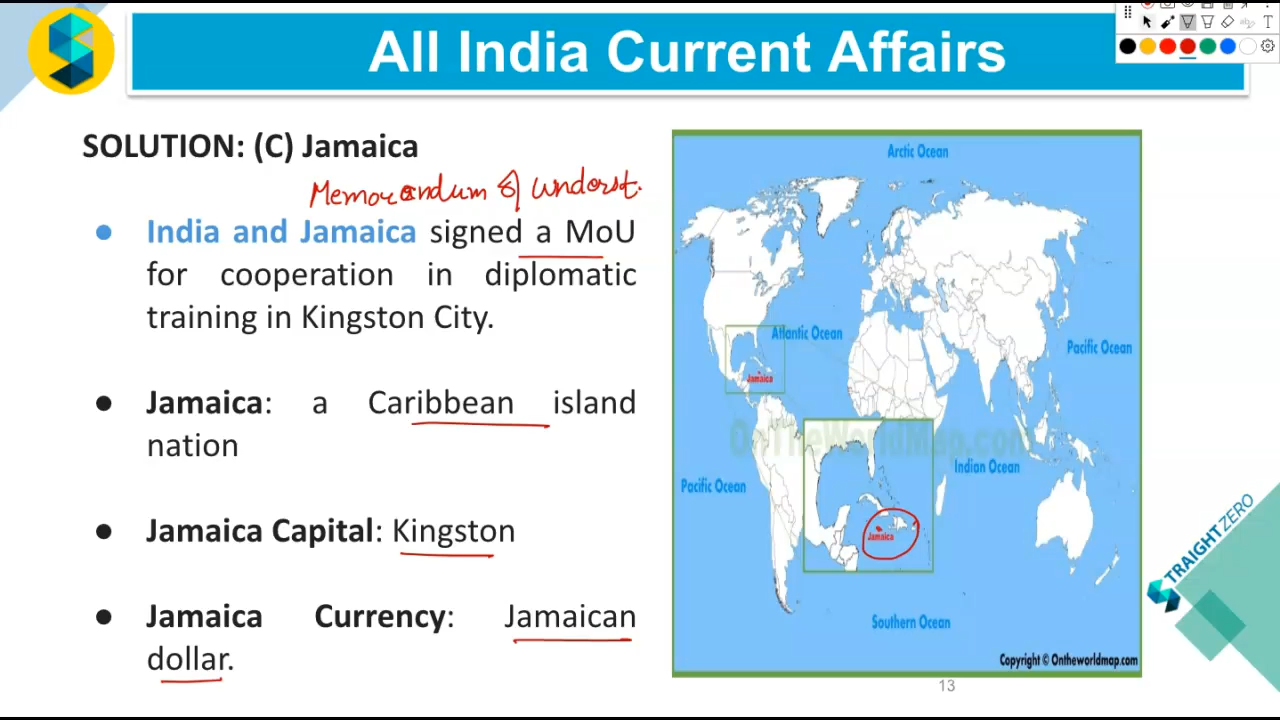 All India Current Affairs
SOLUTION: (C) Jamaica
Memorandum of Underst.
● India and Jamaica signed a MoU
for cooperation in diplomatic
training in Kingston City.
● Jamaica: a Caribbean island
nation
● Jamaica Capital: Kingston
● Jamaica Currency: Jamaican
dollar.
Arctic Ocean
Atlantic Ocean
Pacific Ocean
Jamaica
OnTheWorldMap.com
Indian Ocean
Pacific Ocean
Jamaica
Southern Ocean
Copyright © Ontheworldmap.com
13
TRAIGHTZERO